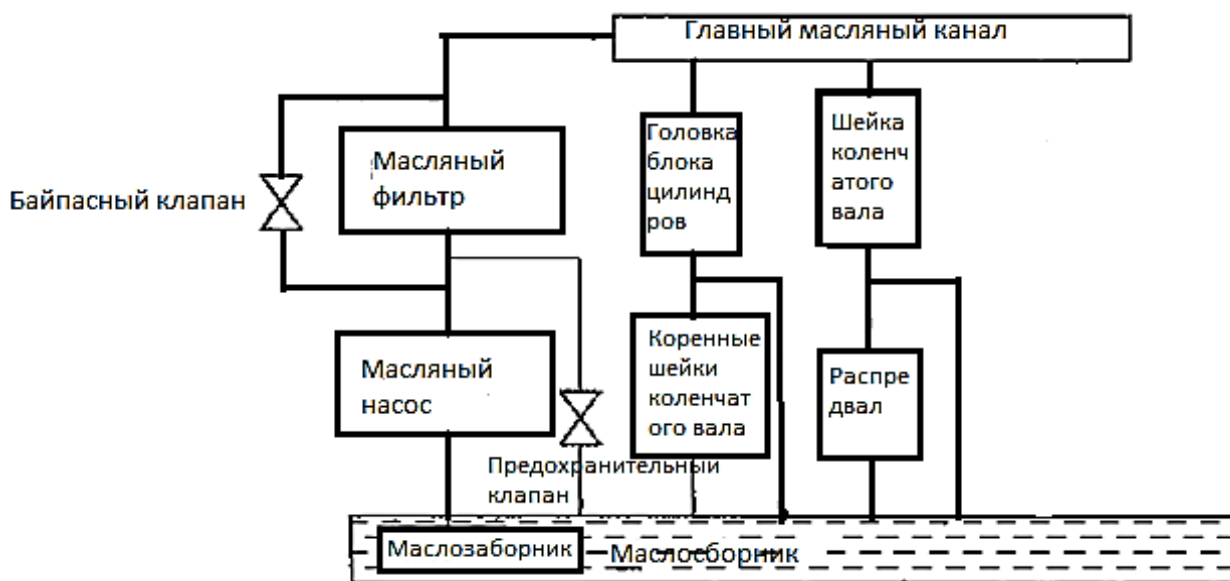 Главный масляный канал
Масляный
фильтр
Байпасный клапан
Головка
блока
цилинд
ров
Шейка
коленч
атого
вала
Масляный
насос
Коренные
шейки
коленчат
ого вала
Распре
двал
Предохранительный
клапан
Маслозаборник
Маслосборник